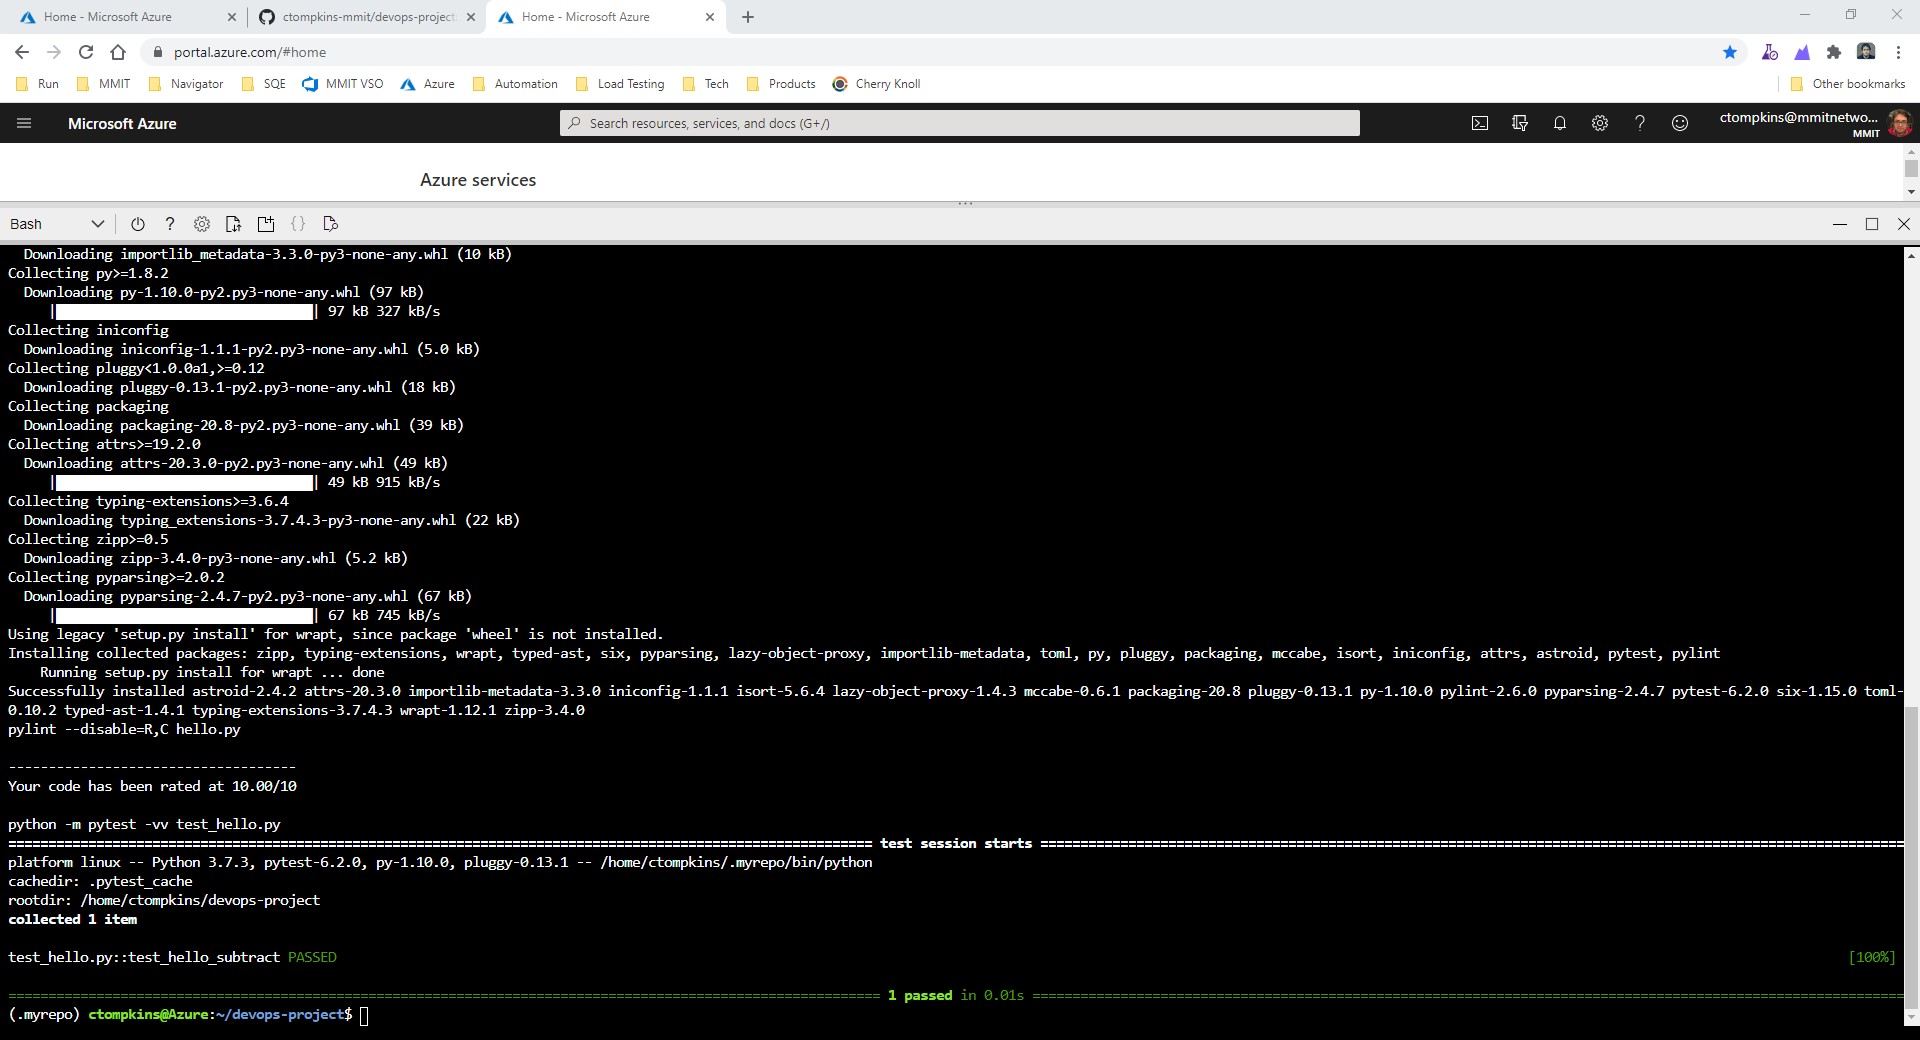 Home - Microsoft Azure
ctompkins-mmit/devops-project:
Home - Microsoft Azure
portal.azure.com/#home
Run
MMIT
Navigator
SQE
MMIT VSO
Azure
Automation
Load Testing
Tech
Products
Cherry Knoll
Other bookmarks
Microsoft Azure
Search resources, services, and docs (G+/)
ctompkins@mmitnetwo...
MMIT
Azure services
Bash
Downloading importlib_metadata-3.3.0-py3-none-any.whl (10 kB)
Collecting py>=1.8.2
Downloading py-1.10.0-py2.py3-none-any.whl (97 kB)
| | 97 kB 327 kB/s
Collecting iniconfig
Downloading iniconfig-1.1.1-py2.py3-none-any.whl (5.0 kB)
Collecting pluggy<1.0.0a1,>=0.12
Downloading pluggy-0.13.1-py2.py3-none-any.whl (18 kB)
Collecting packaging
Downloading packaging-20.8-py2.py3-none-any.whl (39 kB)
Collecting attrs>=19.2.0
Downloading attrs-20.3.0-py2.py3-none-any.whl (49 kB)
| | 49 kB 915 kB/s
Collecting typing-extensions>=3.6.4
Downloading typing_extensions-3.7.4.3-py3-none-any.whl (22 kB)
Collecting zipp>=0.5
Downloading zipp-3.4.0-py3-none-any.whl (5.2 kB)
Collecting pyparsing>=2.0.2
Downloading pyparsing-2.4.7-py2.py3-none-any.whl (67 kB)
| | 67 kB 745 kB/s
Using legacy 'setup.py install' for wrapt, since package 'wheel' is not installed.
Installing collected packages: zipp, typing-extensions, wrapt, typed-ast, six, pyparsing, lazy-object-proxy, importlib-metadata, toml, py, pluggy, packaging, mccabe, isort, iniconfig, attrs, astroid, pytest, pylint
Running setup.py install for wrapt ... done
Successfully installed astroid-2.4.2 attrs-20.3.0 importlib-metadata-3.3.0 iniconfig-1.1.1 isort-5.6.4 lazy-object-proxy-1.4.3 mccabe-0.6.1 packaging-20.8 pluggy-0.13.1 py-1.10.0 pylint-2.6.0 pyparsing-2.4.7 pytest-6.2.0 six-1.15.0 toml-
0.10.2 typed-ast-1.4.1 typing-extensions-3.7.4.3 wrapt-1.12.1 zipp-3.4.0
pylint --disable=R,C hello.py
------------------------------------
Your code has been rated at 10.00/10
python -m pytest -vv test_hello.py
test session starts
platform linux -- Python 3.7.3, pytest-6.2.0, py-1.10.0, pluggy-0.13.1 -- /home/ctompkins/.myrepo/bin/python
cachedir: .pytest_cache
rootdir: /home/ctompkins/devops-project
collected 1 item
test_hello.py::test_hello_subtract PASSED [100%]
1 passed in 0.01s
(.myrepo) ctompkins@Azure:~/devops-project$